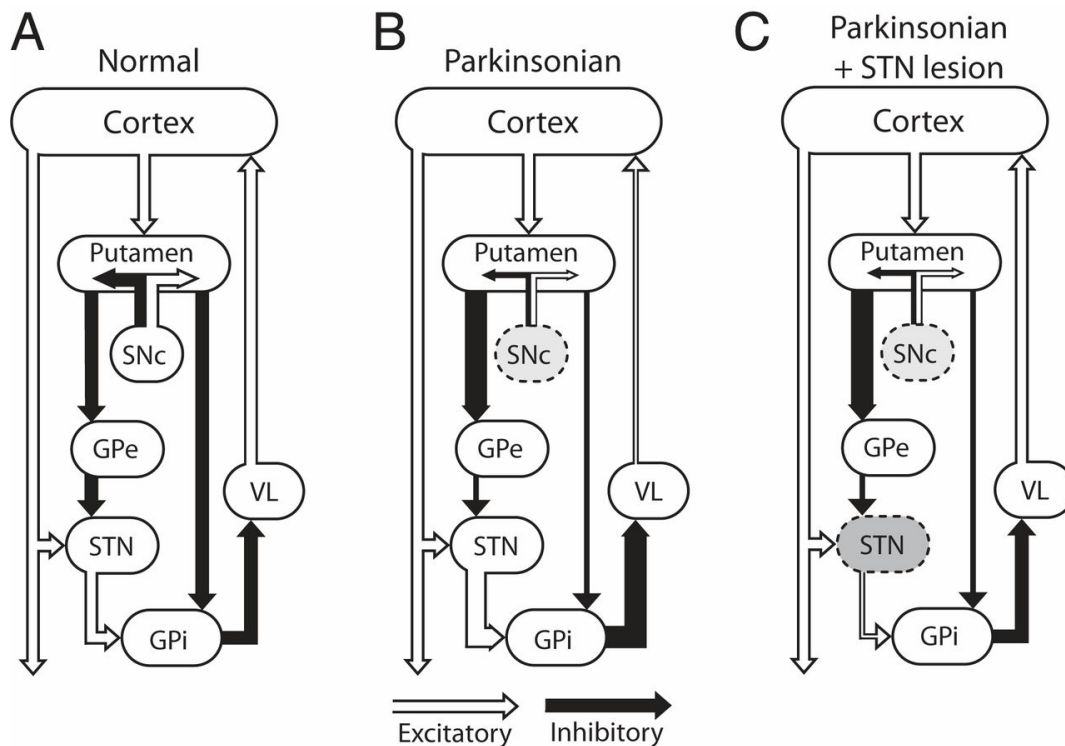 A
Normal
Cortex
Putamen
SNc
GPe
VL
STN
GPi
B
Parkinsonian
Cortex
Putamen
SNc
GPe
VL
STN
GPi
C
Parkinsonian
+ STN lesion
Cortex
Putamen
SNc
GPe
VL
STN
GPi
Excitatory
Inhibitory